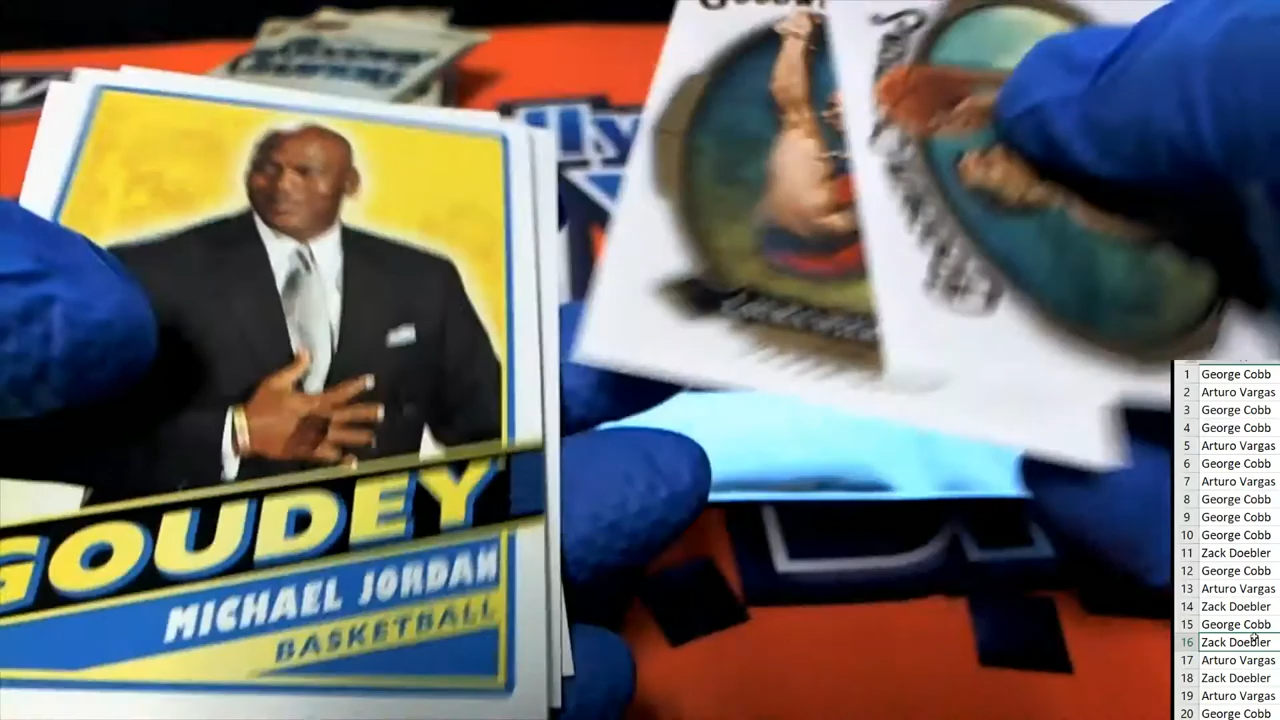 GOUDEY
MICHAEL JORDAN
BASKETBALL
1 George Cobb
2 Arturo Vargas
3 George Cobb
4 George Cobb
5 Arturo Vargas
6 George Cobb
7 Arturo Vargas
8 George Cobb
9 George Cobb
10 George Cobb
11 Zack Doebler
12 George Cobb
13 Arturo Vargas
14 Zack Doebler
15 George Cobb
16 Zack Doebler
17 Arturo Vargas
18 Zack Doebler
19 Arturo Vargas
20 George Cobb